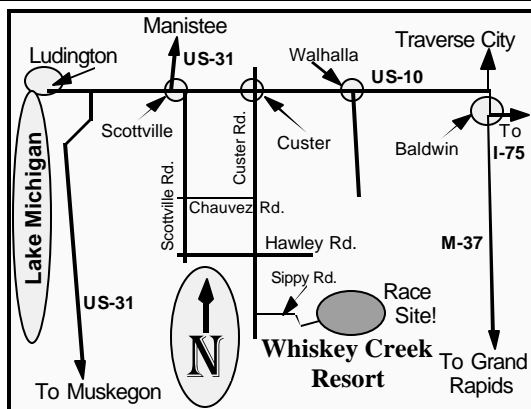 Manistee
Ludington
US-31
Walhalla
US-10
Traverse City
Scottville
Custer
Baldwin
To
I-75
Lake Michigan
Scottville Rd.
Custer Rd.
Chauvez Rd.
Hawley Rd.
M-37
Sippy Rd.
US-31
Race
Site!
N
Whiskey Creek
Resort
To Muskegon
To Grand
Rapids